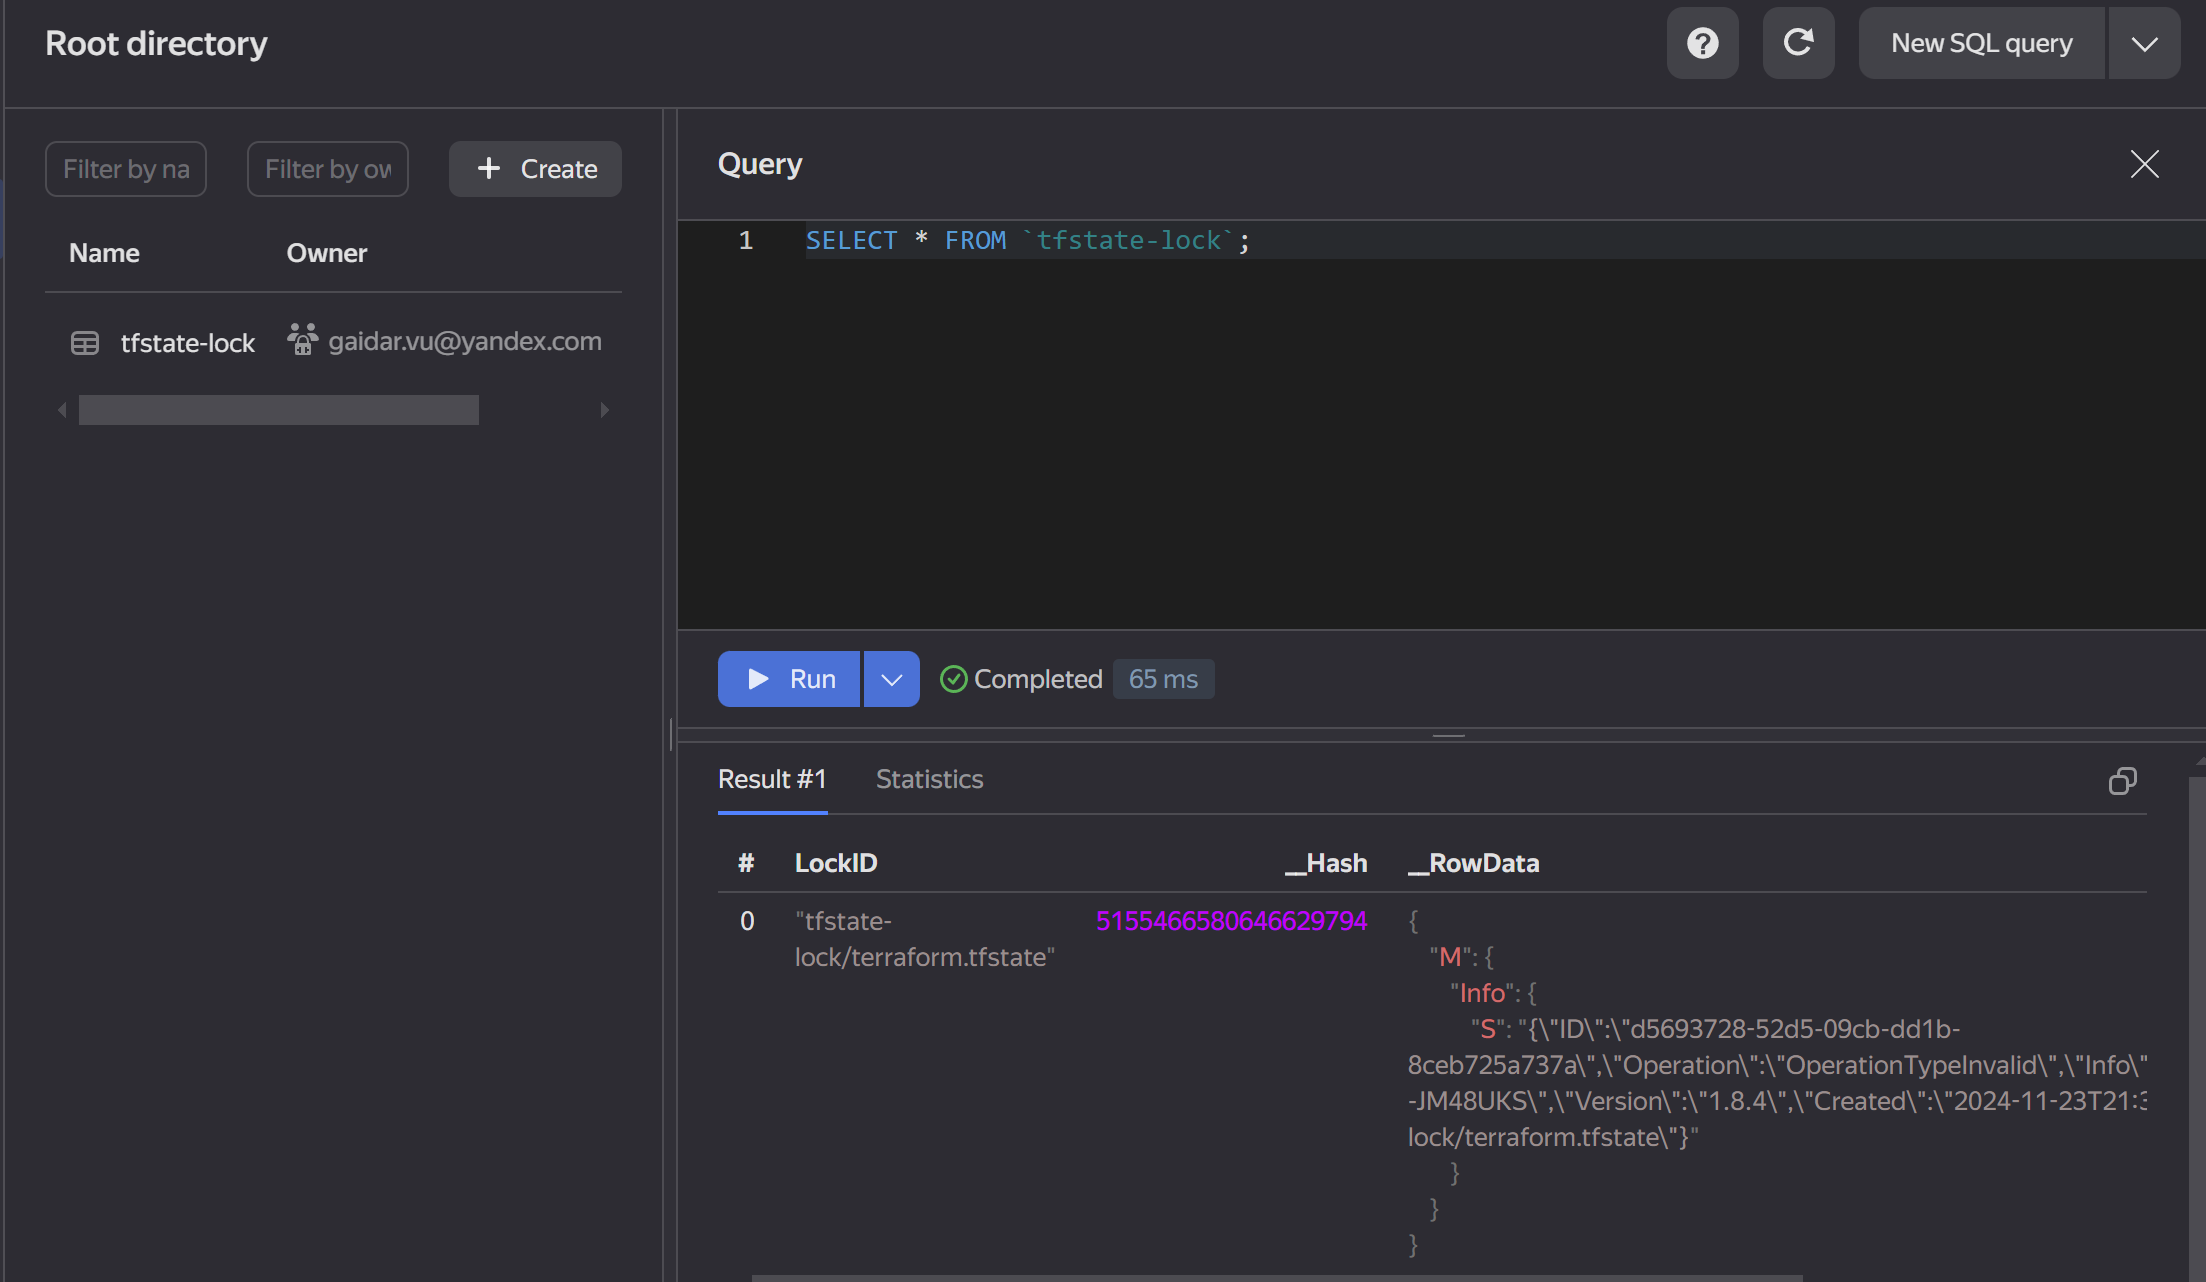 Root directory
New SQL query
Filter by na
Filter by ow
+ Create
Name Owner
tfstate-lock gaidar.vu@yandex.com
Query
1 SELECT * FROM `tfstate-lock`;
Run
Completed 65 ms
Result #1 Statistics
# LockID __Hash __RowData
0 "tfstate-
lock/terraform.tfstate"
5155466580646629794
{
"M": {
"Info": {
"S": "{\"ID\":\"d5693728-52d5-09cb-dd1b-
8ceb725a737a\",\"Operation\":\"OperationTypeInvalid\",\"Info\"
-JM48UKS\",\"Version\":\"1.8.4\",\"Created\":\"2024-11-23T21:3
lock/terraform.tfstate\"}"
}
}
}